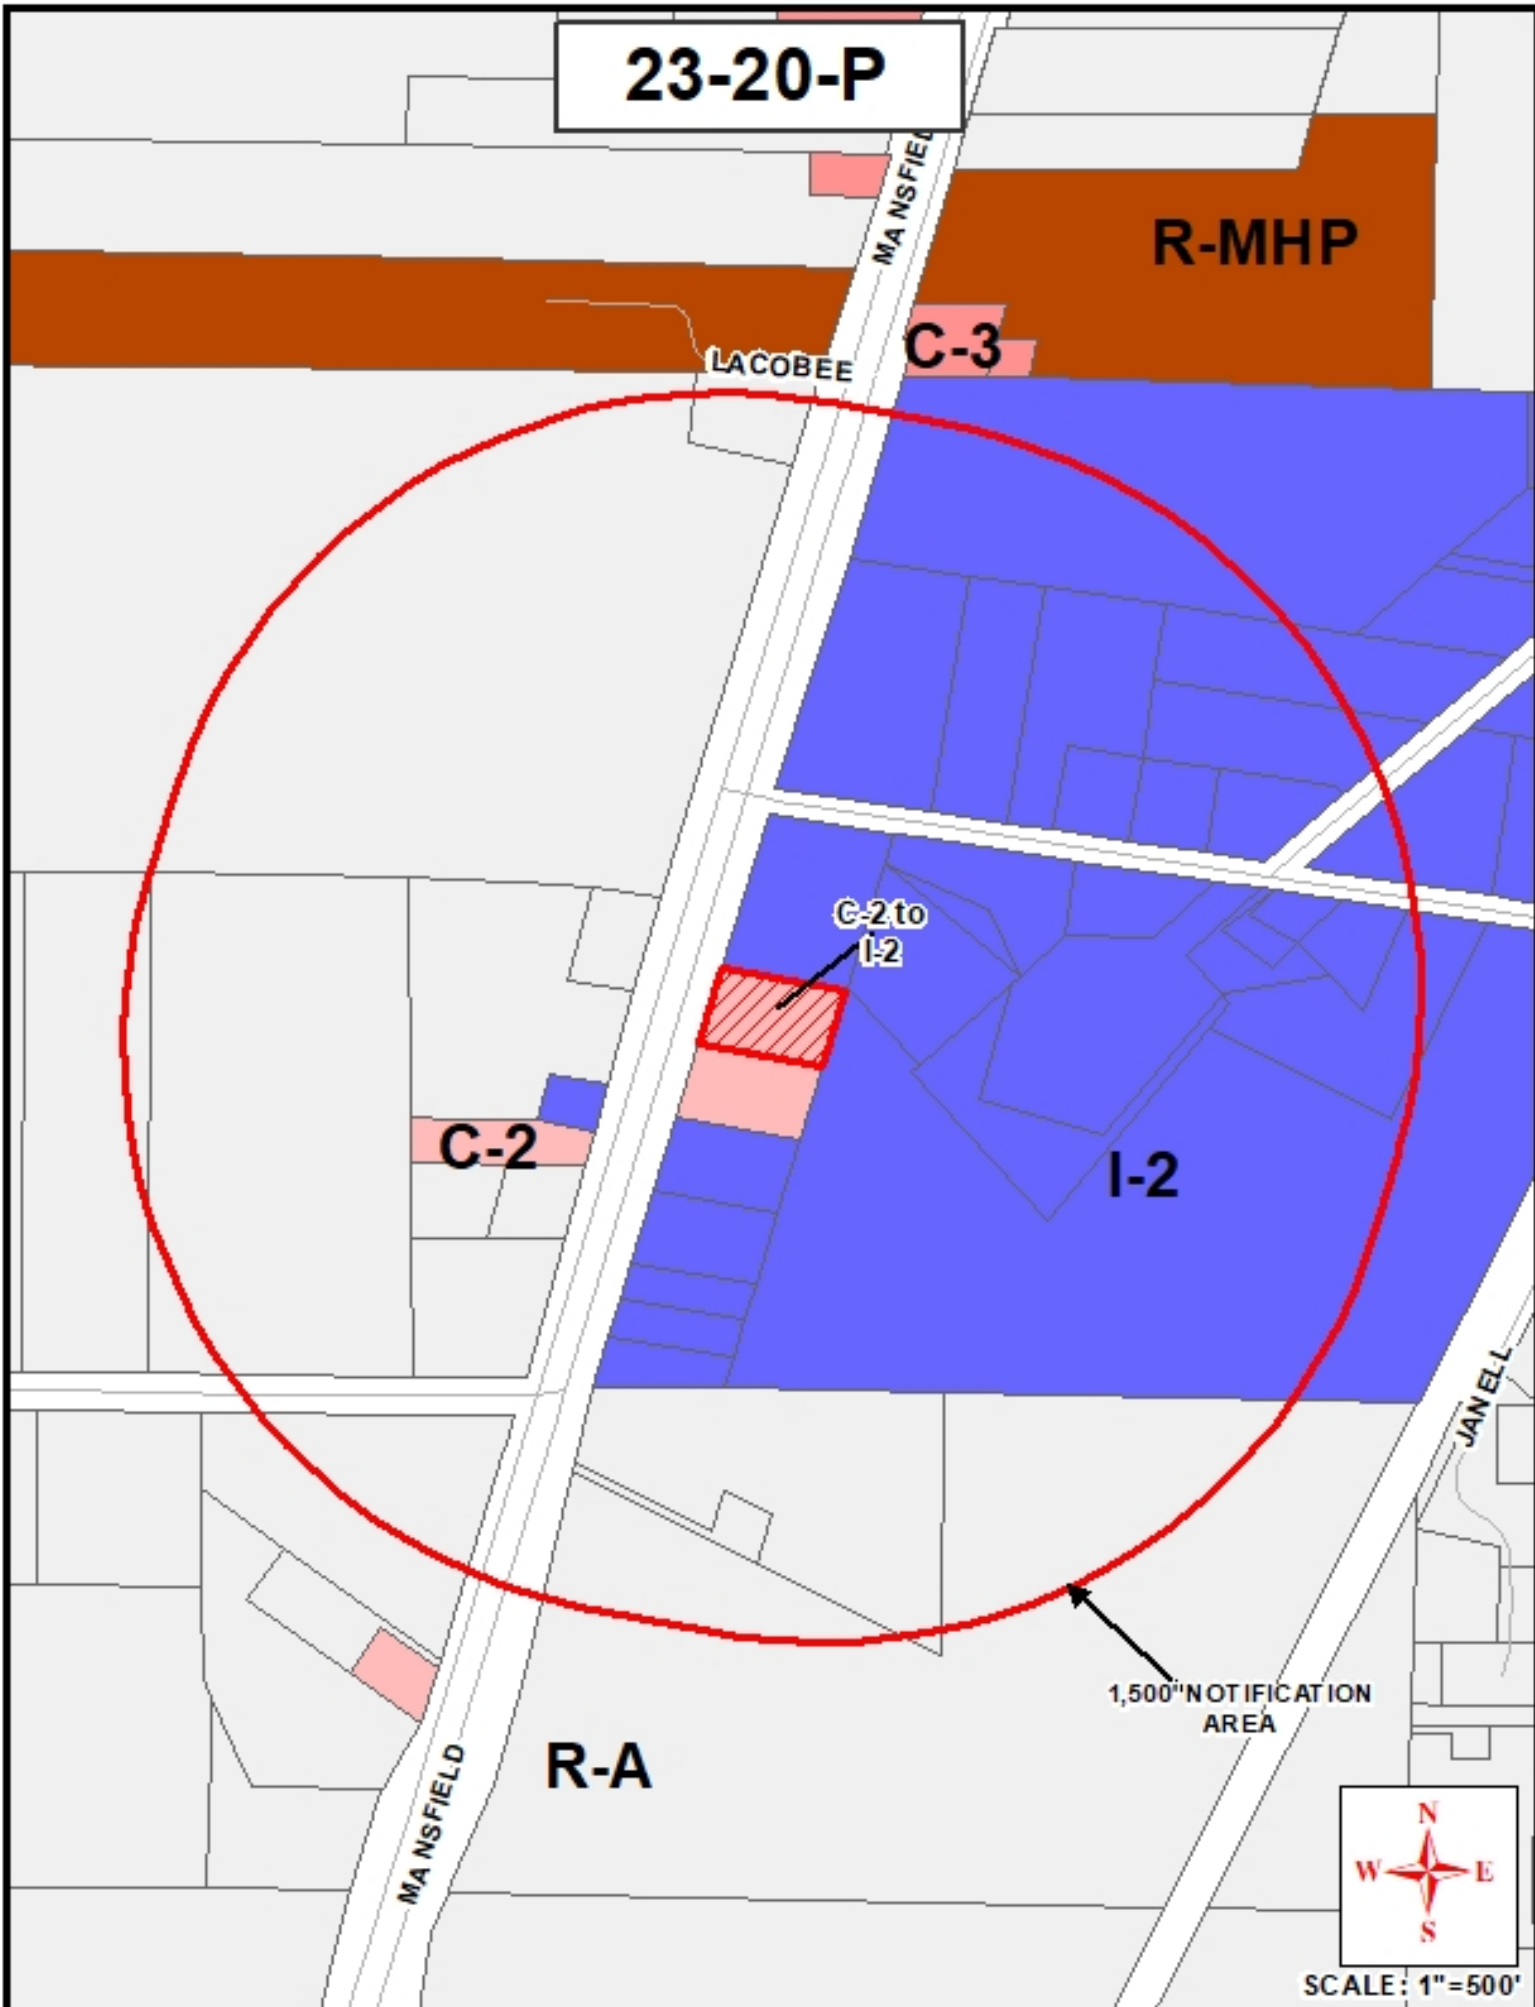 23-20-P
MANSFIELD
R-MHP
C-3
LACOBEE
C-2 to
I-2
C-2
I-2
JANELL
1,500" NOTIFICATION
AREA
R-A
MANSFIELD
N
W E
S
SCALE: 1"=500'